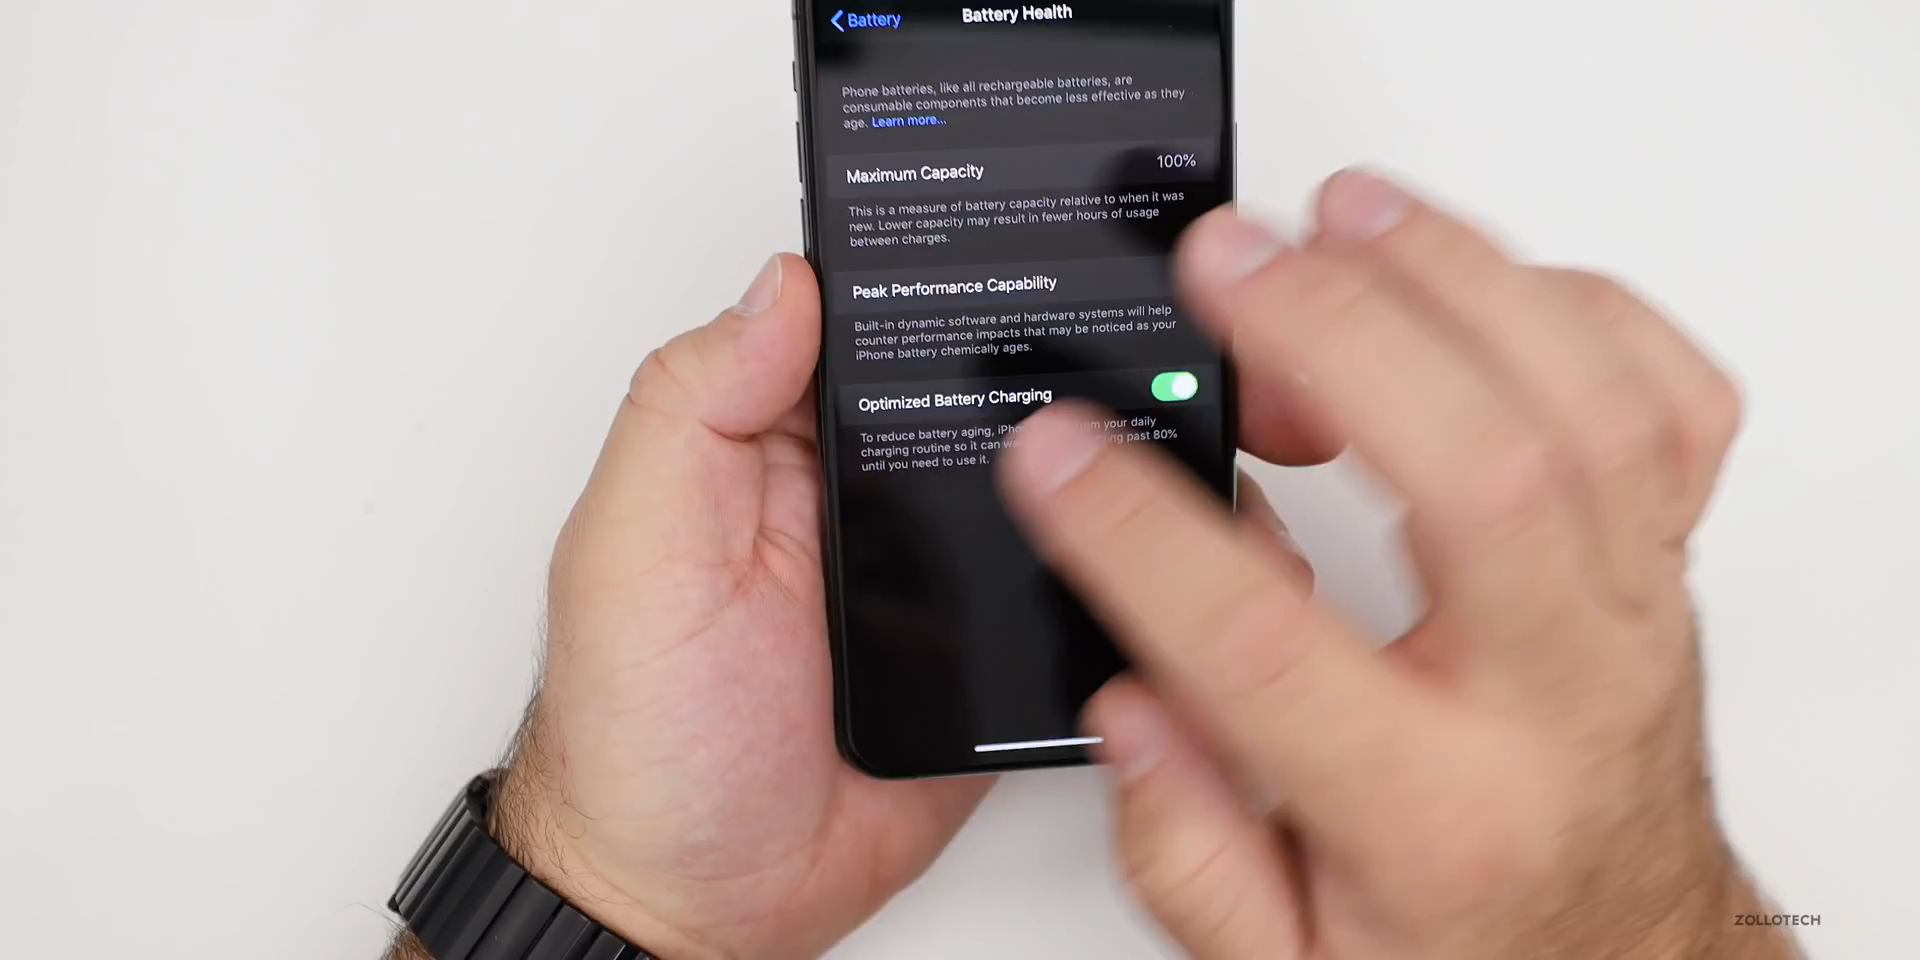 Battery
Battery Health
Phone batteries, like all rechargeable batteries, are
consumable components that become less effective as they
age. Learn more...
Maximum Capacity
100%
This is a measure of battery capacity relative to when it was
new. Lower capacity may result in fewer hours of usage
between charges.
Peak Performance Capability
Built-in dynamic software and hardware systems will help
counter performance impacts that may be noticed as your
iPhone battery chemically ages.
Optimized Battery Charging
To reduce battery aging, your daily
charging routine so it can past 80%
until you need to use it.
ZOLLOTECH